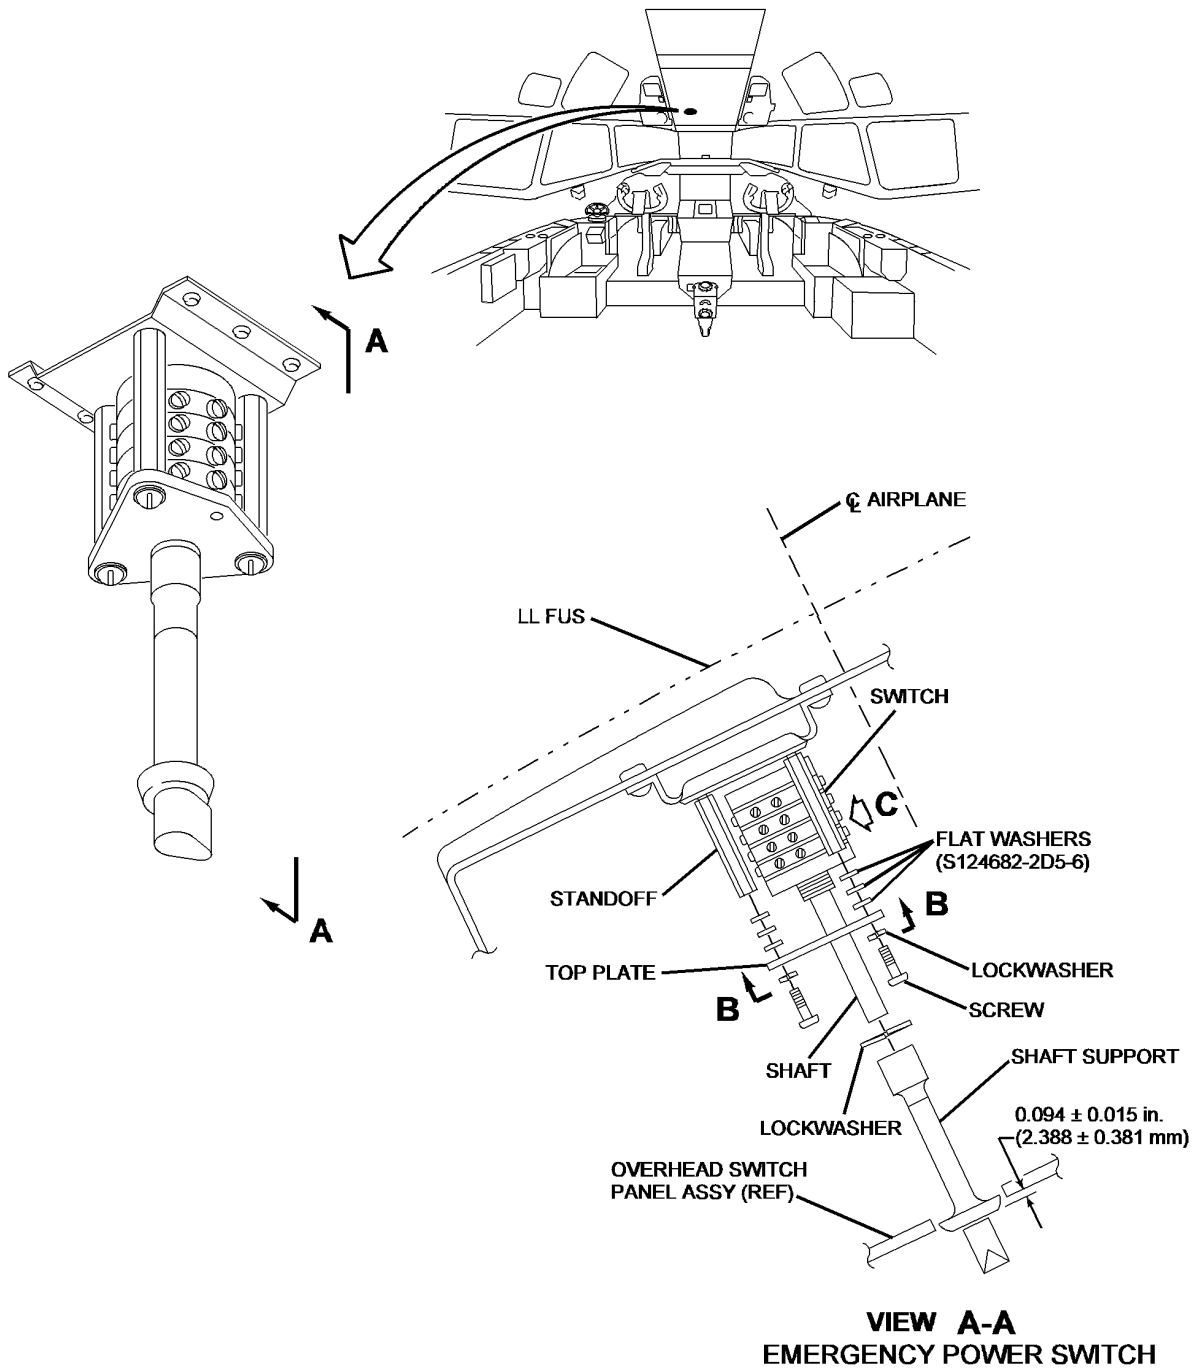 A
℄ AIRPLANE
LL FUS
SWITCH
C
FLAT WASHERS
(S124682-2D5-6)
STANDOFF
B
A
TOP PLATE
LOCKWASHER
B
SCREW
SHAFT
SHAFT SUPPORT
LOCKWASHER
0.094 ± 0.015 in.
(2.388 ± 0.381 mm)
OVERHEAD SWITCH
PANEL ASSY (REF)
VIEW A-A
EMERGENCY POWER SWITCH